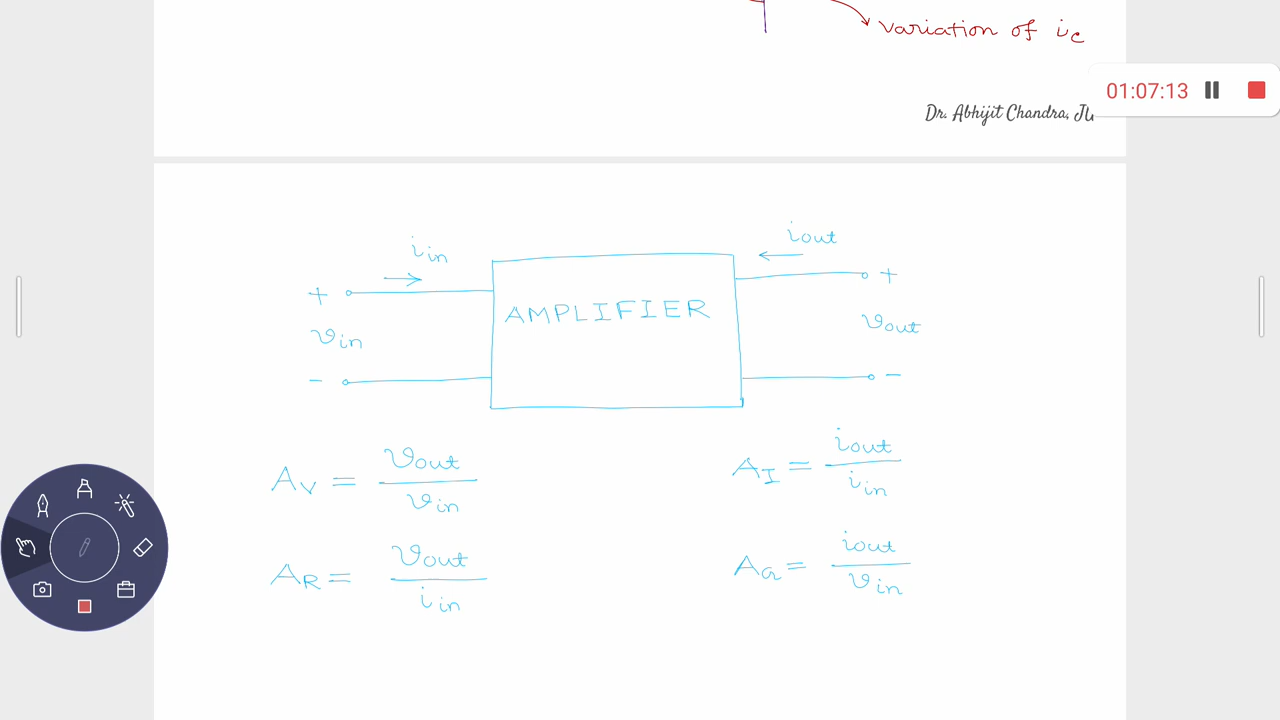 variation of ic
01:07:13
Dr. Abhijit Chandra, JU
iin
iout
+
+
AMPLIFIER
vin
vout
-
-
AV = vout / vin
AI = iout / iin
AR = vout / iin
AG = iout / vin